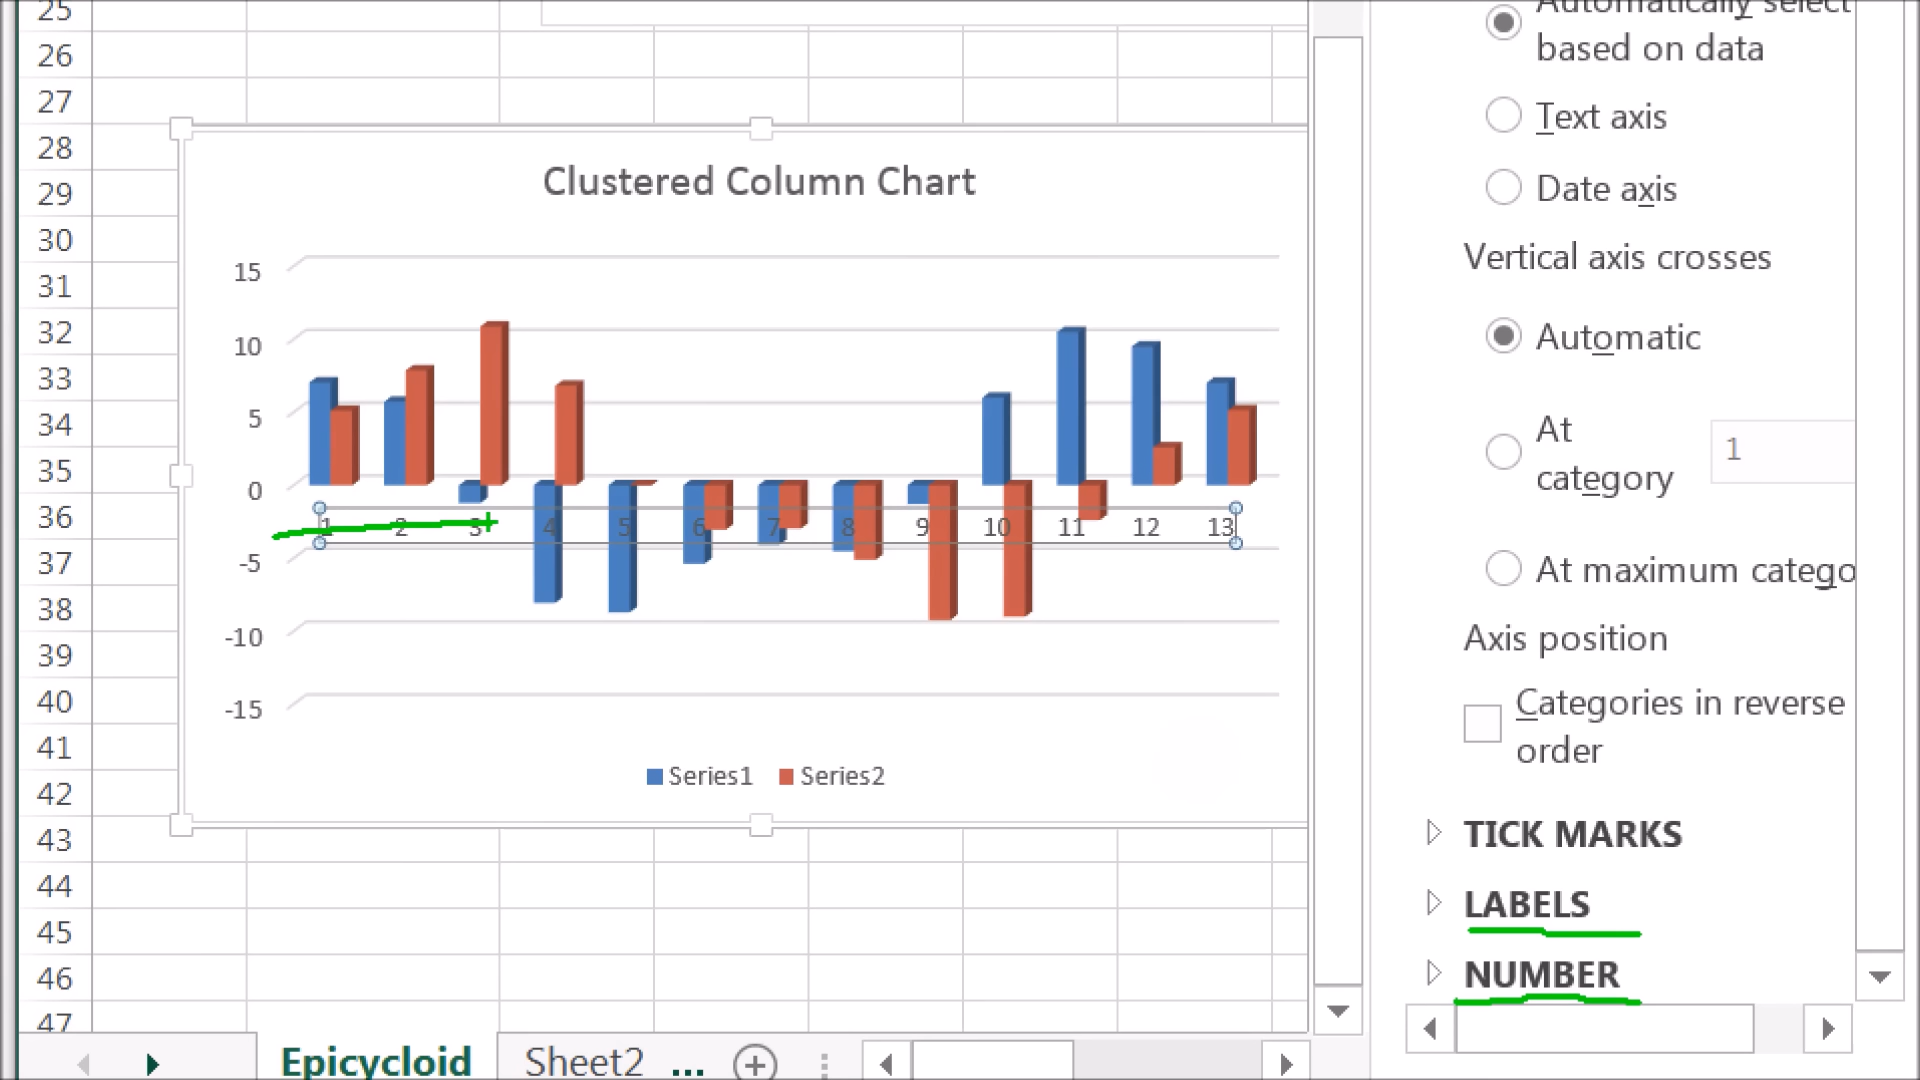 25
26
27
28
29
30
31
32
33
34
35
36
37
38
39
40
41
42
43
44
45
46
47
Clustered Column Chart
15
10
5
0
-5
-10
-15
1 2 3 4 5 6 7 8 9 10 11 12 13
Series1 Series2
Epicycloid Sheet2 ...
Automatically select
based on data
Text axis
Date axis
Vertical axis crosses
Automatic
At
category
1
At maximum catego
Axis position
Categories in reverse
order
TICK MARKS
LABELS
NUMBER